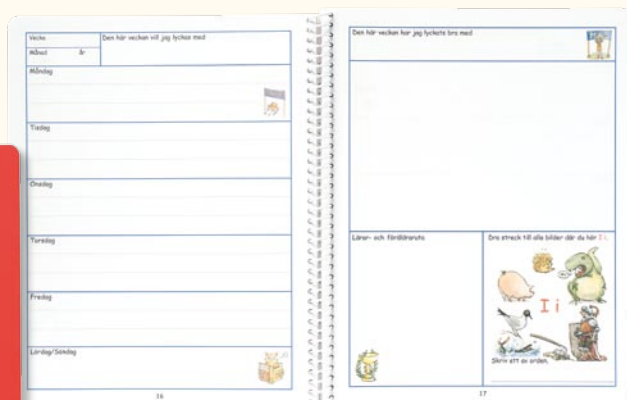 Vecka
Den här veckan vill jag lyckas med
Månad år
Måndag
Tisdag
Onsdag
Torsdag
Fredag
Lördag/Söndag
16
Den här veckan har jag lyckats bra med
Lärar- och föräldraruta
Dra streck till alla bilder där du hör I i.
I i
Skriv ett av orden.
17